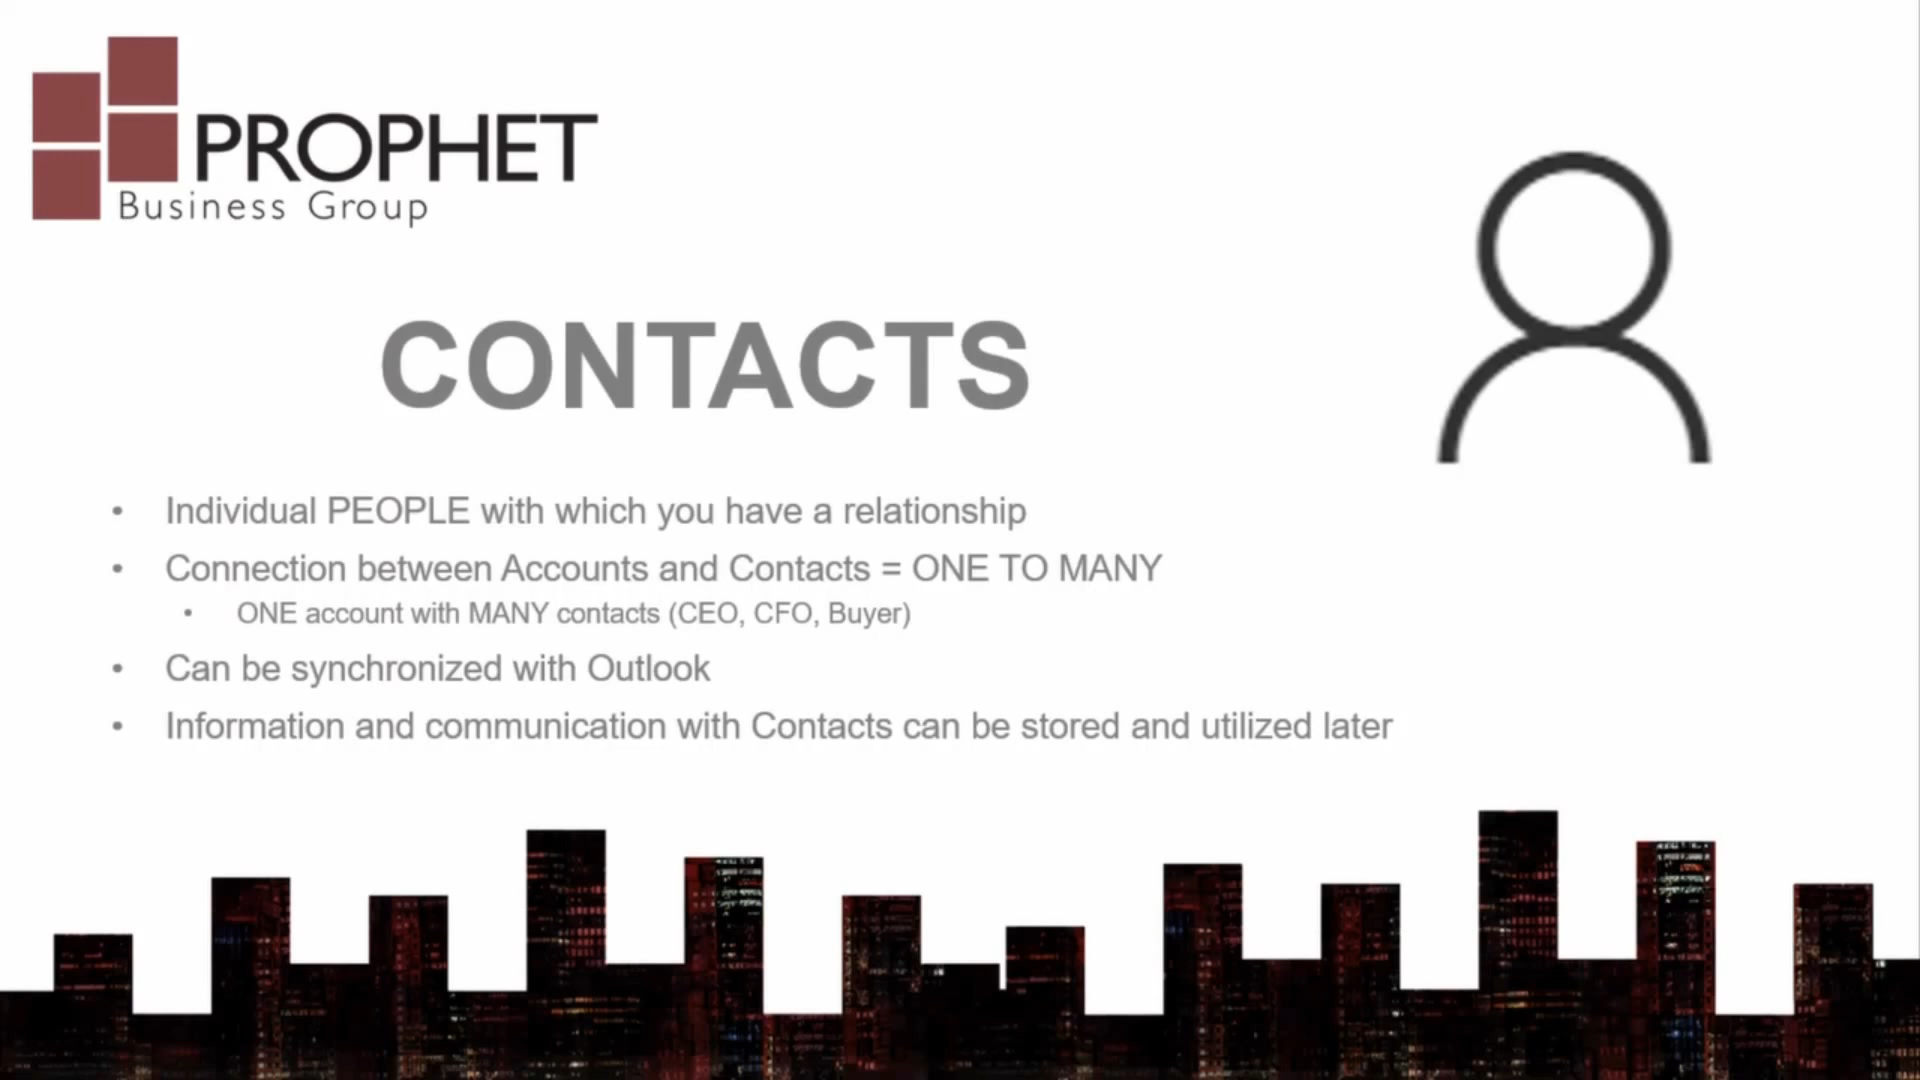 PROPHET
Business Group
CONTACTS
• Individual PEOPLE with which you have a relationship
• Connection between Accounts and Contacts = ONE TO MANY
• ONE account with MANY contacts (CEO, CFO, Buyer)
• Can be synchronized with Outlook
• Information and communication with Contacts can be stored and utilized later